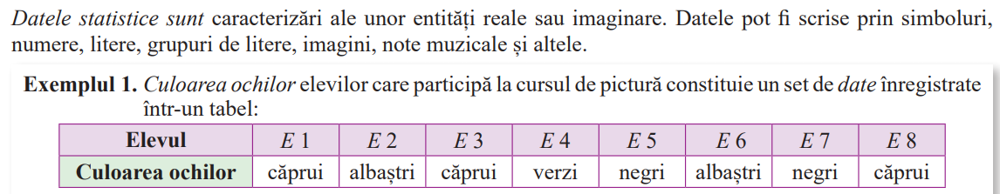 Datele statistice sunt caracterizări ale unor entități reale sau imaginare. Datele pot fi scrise prin simboluri,
numere, litere, grupuri de litere, imagini, note muzicale și altele.
Exemplul 1. Culoarea ochilor elevilor care participă la cursul de pictură constituie un set de date înregistrate
într-un tabel:
Elevul E 1 E 2 E 3 E 4 E 5 E 6 E 7 E 8
Culoarea ochilor căprui albaștri căprui verzi negri albaștri negri căprui